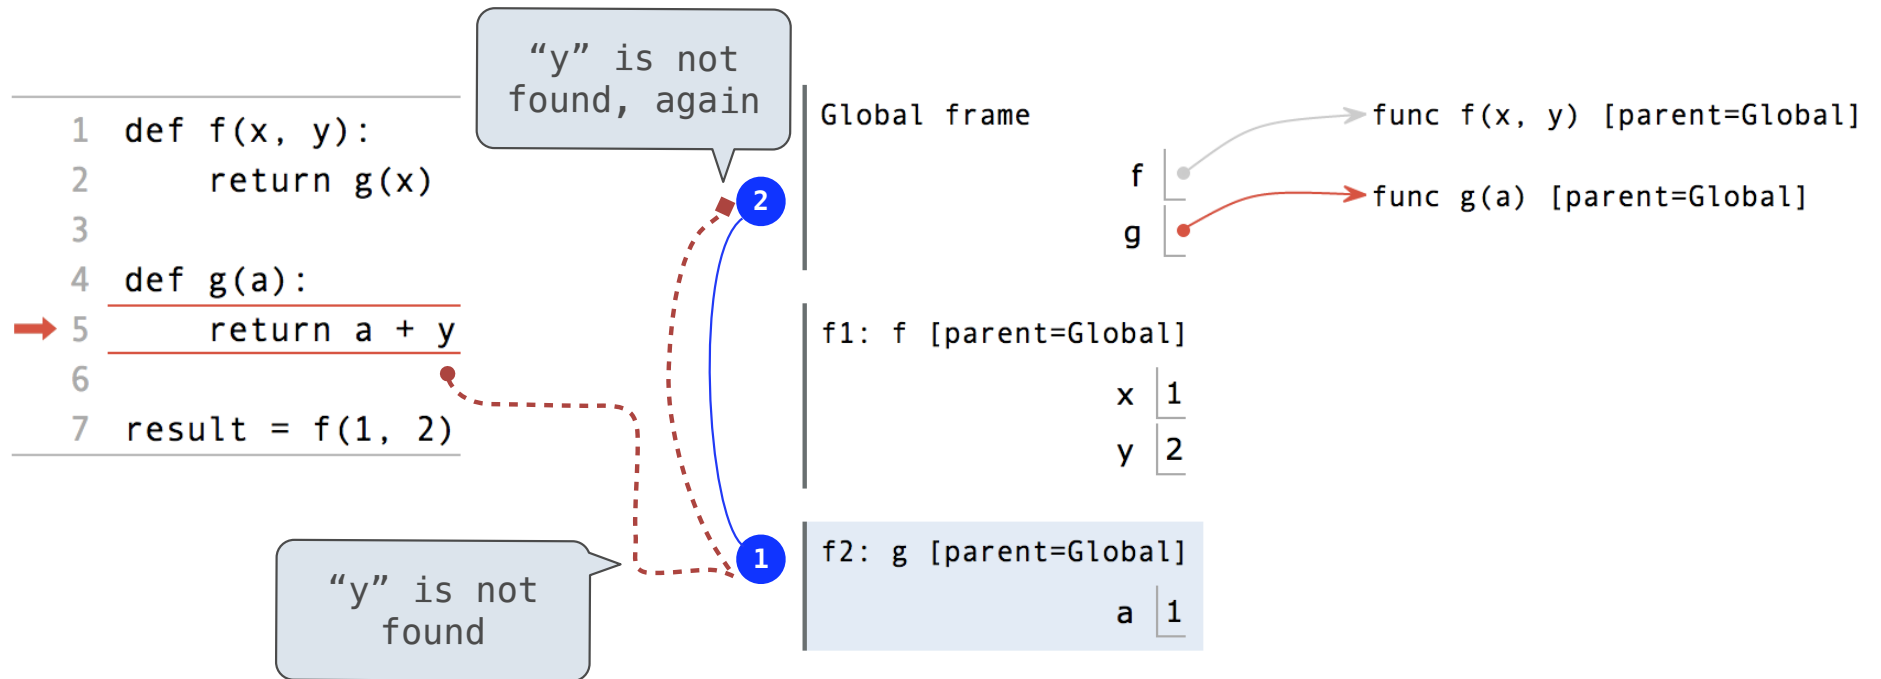 “y” is not
found, again
1 def f(x, y):
2 return g(x)
3
4 def g(a):
5 return a + y
6
7 result = f(1, 2)
“y” is not
found
2
1
Global frame
f
g
func f(x, y) [parent=Global]
func g(a) [parent=Global]
f1: f [parent=Global]
x 1
y 2
f2: g [parent=Global]
a 1